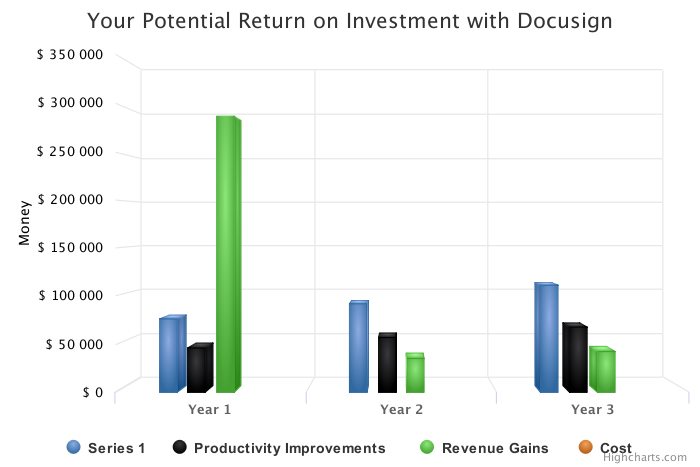 Your Potential Return on Investment with Docusign
$ 350 000
$ 300 000
$ 250 000
$ 200 000
$ 150 000
$ 100 000
$ 50 000
$ 0
Money
Year 1
Year 2
Year 3
Series 1
Productivity Improvements
Revenue Gains
Cost
Highcharts.com